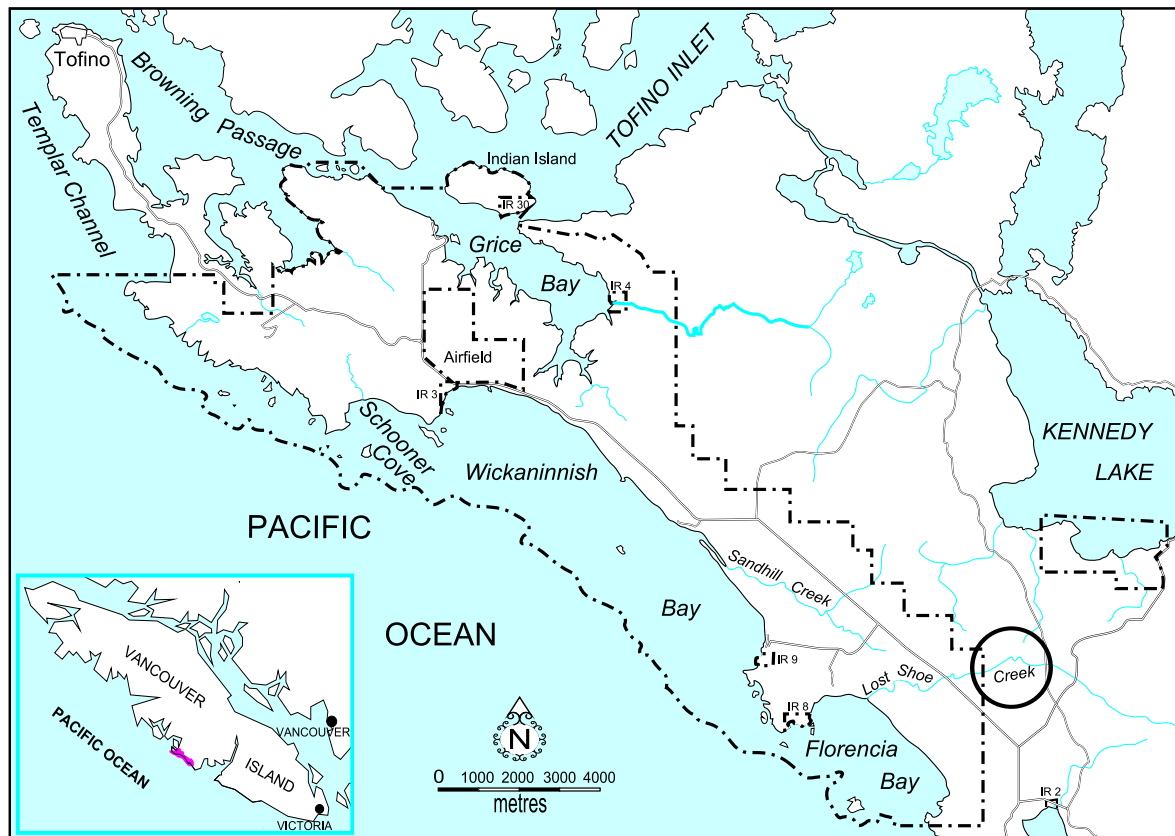 Tofino
Browning Passage
Templar Channel
TOFINO INLET
Indian Island
IR 30
Grice
Bay
IR 4
Airfield
IR 3
Schooner
Cove
Wickaninnish
Bay
KENNEDY
LAKE
PACIFIC
OCEAN
Sandhill Creek
IR 9
Lost Shoe
Creek
IR 8
Florencia
Bay
IR 2
N
0 1000 2000 3000 4000
metres
VANCOUVER
ISLAND
PACIFIC OCEAN
VANCOUVER
VICTORIA